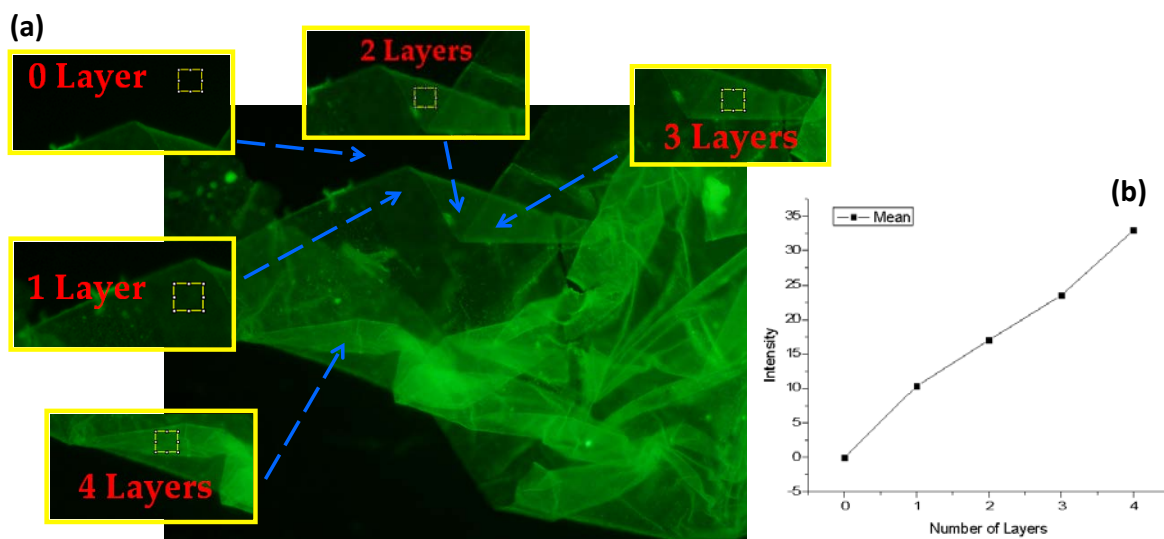 (a)
0 Layer
2 Layers
3 Layers
1 Layer
4 Layers
(b)
Mean
35
30
25
20
15
10
5
0
-5
Intensity
0 1 2 3 4
Number of Layers